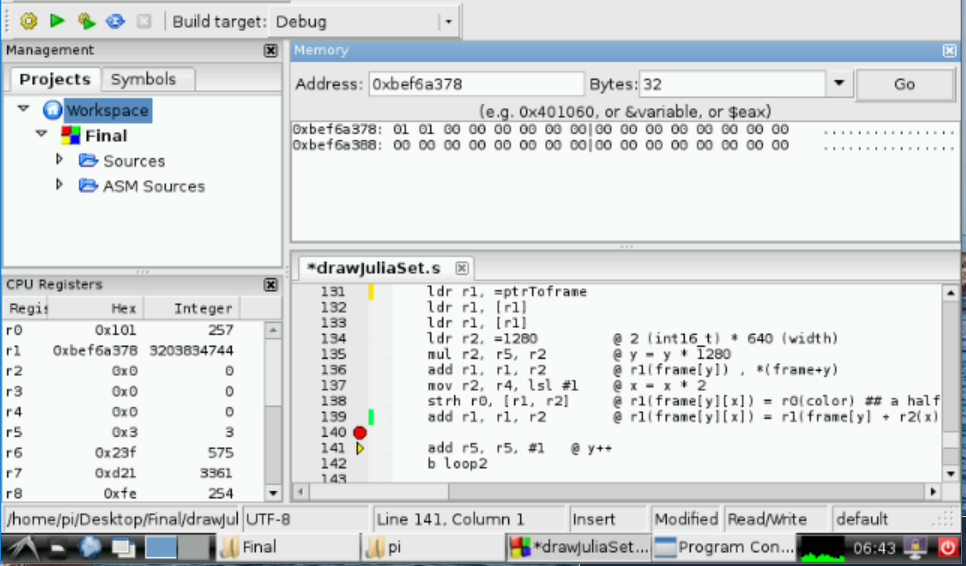 Build target: Debug
Management
Projects Symbols
Workspace
Final
Sources
ASM Sources
Memory
Address: 0xbef6a378 Bytes: 32 Go
(e.g. 0x401060, or &variable, or $eax)
0xbef6a378: 01 01 00 00 00 00 00 00|00 00 00 00 00 00 00 00 ................
0xbef6a388: 00 00 00 00 00 00 00 00|00 00 00 00 00 00 00 00 ................
CPU Registers
Regis Hex Integer
r0 0x101 257
r1 0xbef6a378 3203834744
r2 0x0 0
r3 0x0 0
r4 0x0 0
r5 0x3 3
r6 0x23f 575
r7 0xd21 3361
r8 0xfe 254
*drawJuliaSet.s
131 ldr r1, =ptrToframe
132 ldr r1, [r1]
133 ldr r1, [r1]
134 ldr r2, =1280 @ 2 (int16_t) * 640 (width)
135 mul r2, r5, r2 @ y = y * 1280
136 add r1, r1, r2 @ r1(frame[y]) , *(frame+y)
137 mov r2, r4, lsl #1 @ x = x * 2
138 strh r0, [r1, r2] @ r1(frame[y][x]) = r0(color) ## a half
139 add r1, r1, r2 @ r1(frame[y][x]) = r1(frame[y] + r2(x)
140
141 add r5, r5, #1 @ y++
142 b loop2
143
/home/pi/Desktop/Final/drawJul UTF-8 Line 141, Column 1 Insert Modified Read/Write default
Final pi *drawJuliaSet... Program Con... 06:43